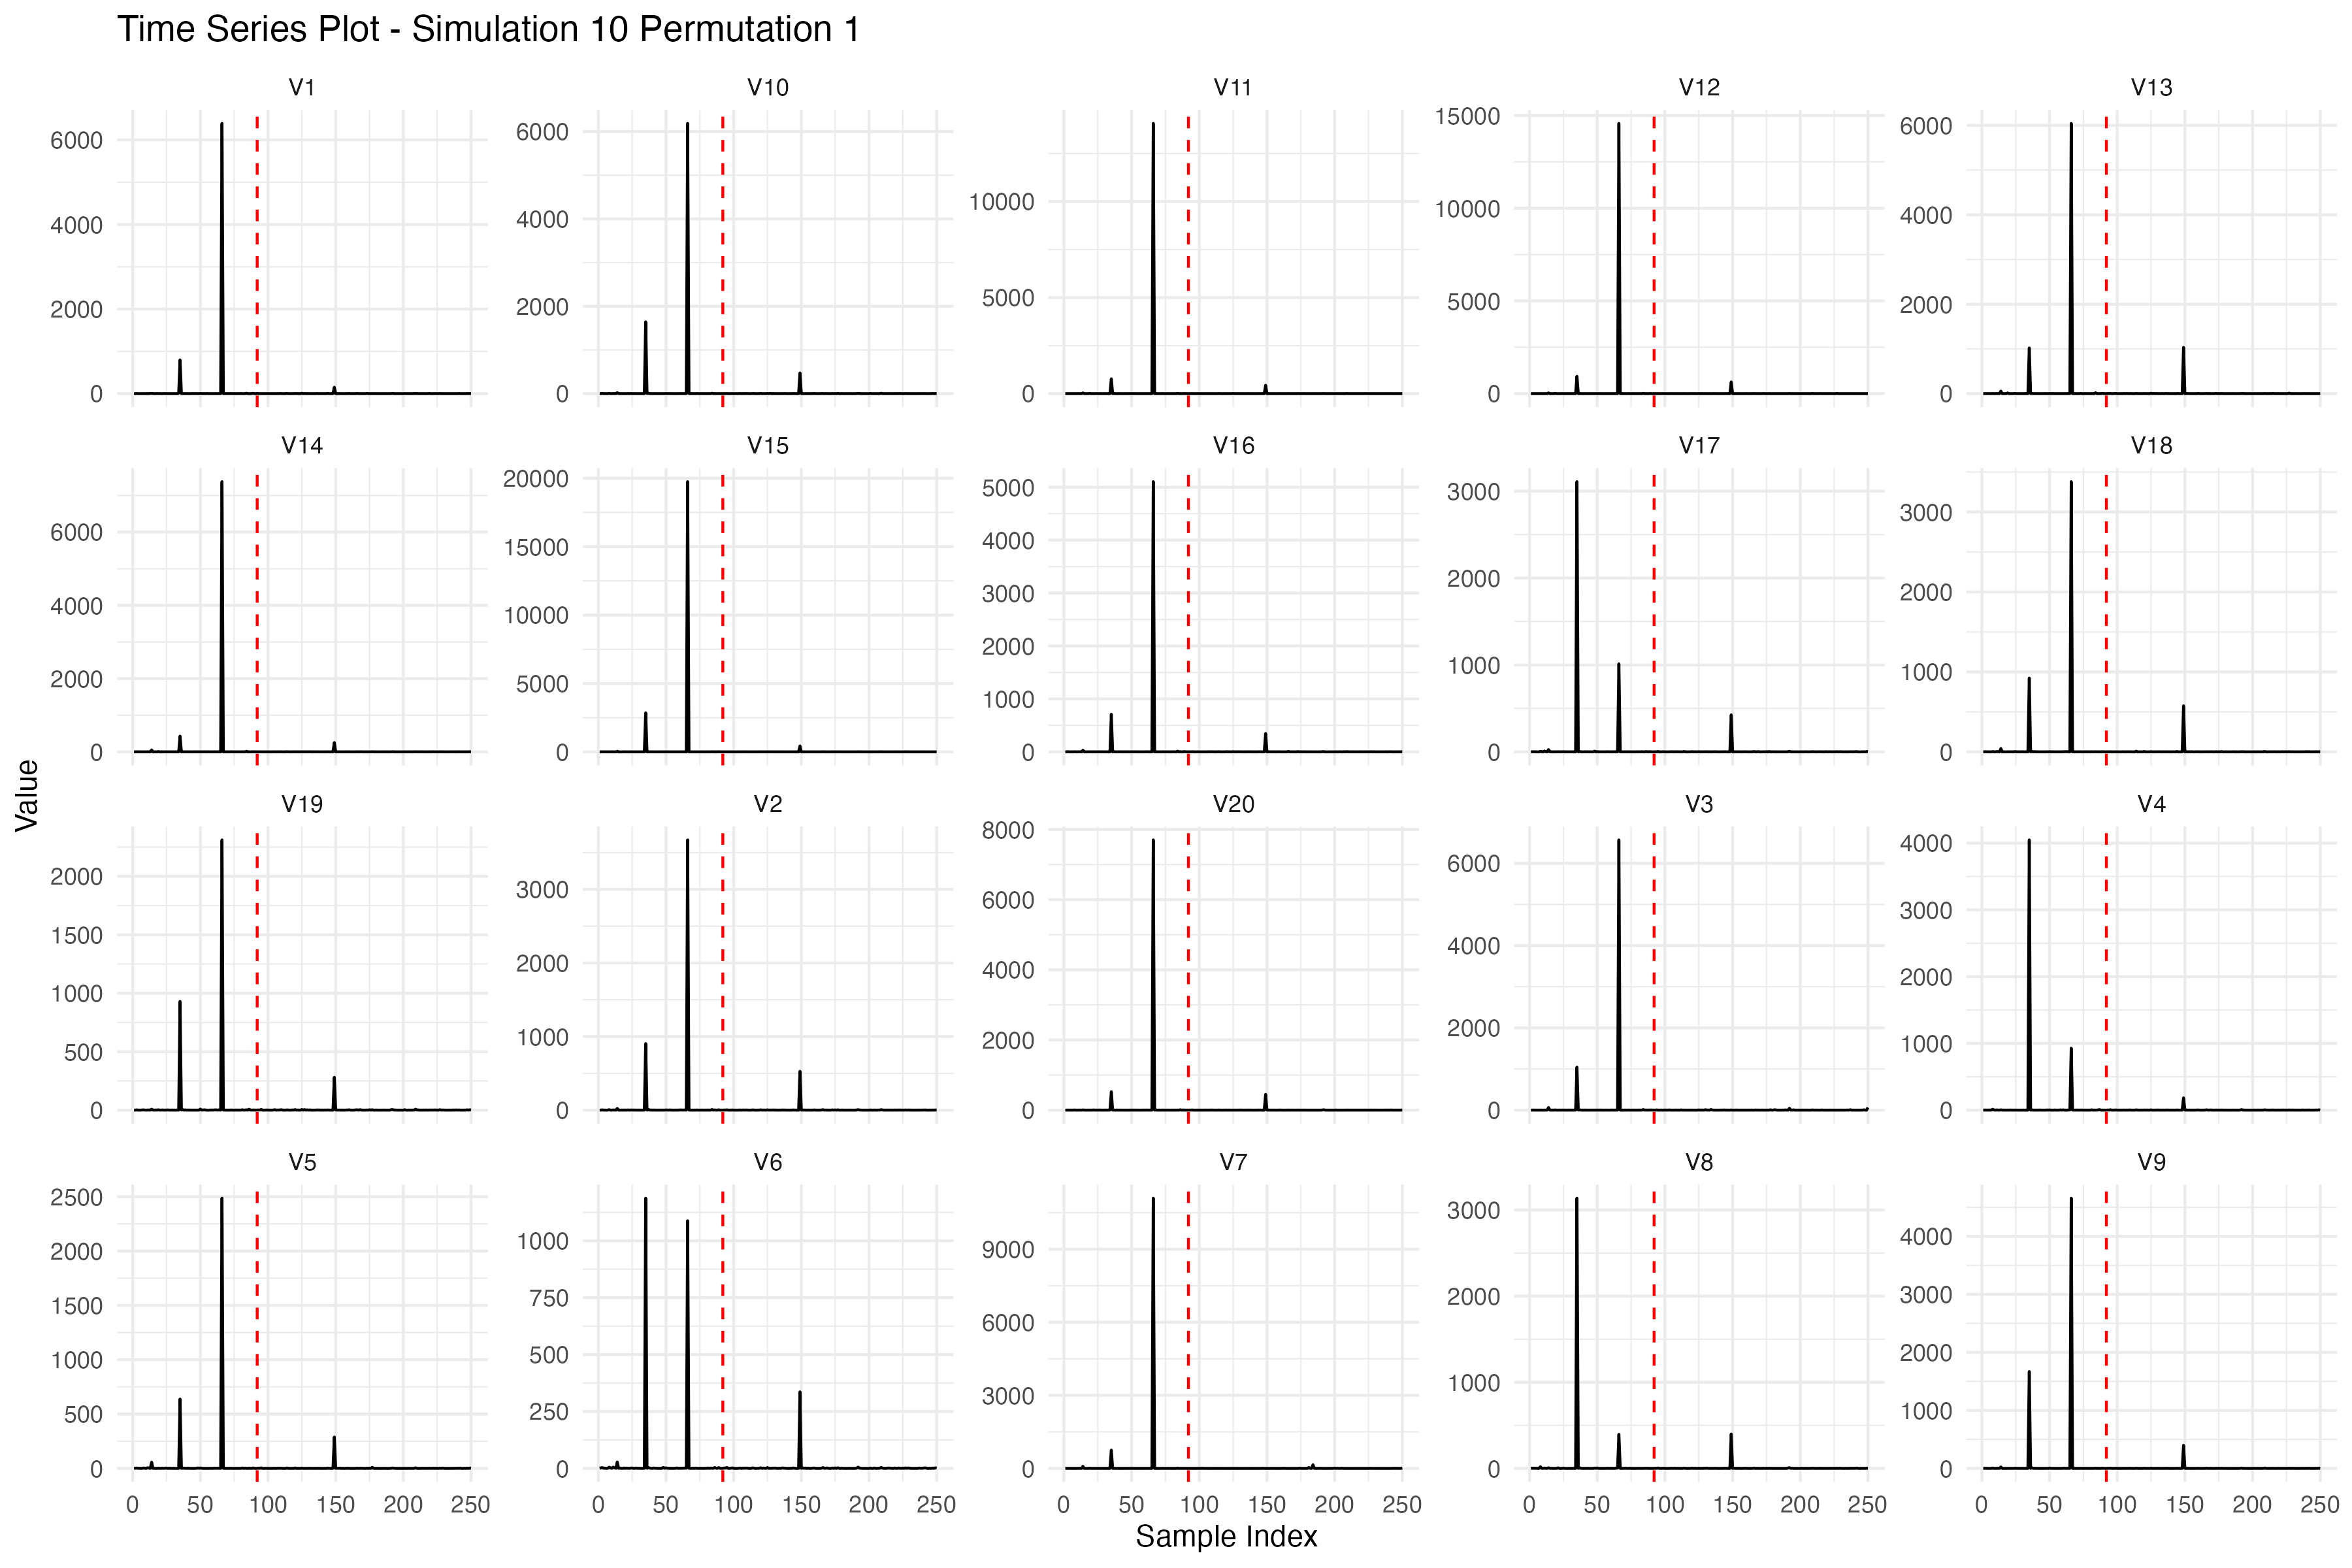 Time Series Plot - Simulation 10 Permutation 1
V1 V10 V11 V12 V13
6000 4000 2000 0
6000 4000 2000 0
10000 5000 0
15000 10000 5000 0
6000 4000 2000 0
V14 V15 V16 V17 V18
6000 4000 2000 0
20000 15000 10000 5000 0
5000 4000 3000 2000 1000 0
3000 2000 1000 0
3000 2000 1000 0
Value
V19 V2 V20 V3 V4
2000 1500 1000 500 0
3000 2000 1000 0
8000 6000 4000 2000 0
6000 4000 2000 0
4000 3000 2000 1000 0
V5 V6 V7 V8 V9
2500 2000 1500 1000 500 0
1000 750 500 250 0
9000 6000 3000 0
3000 2000 1000 0
4000 3000 2000 1000 0
0 50 100 150 200 250
0 50 100 150 200 250
0 50 100 150 200 250
0 50 100 150 200 250
0 50 100 150 200 250
Sample Index